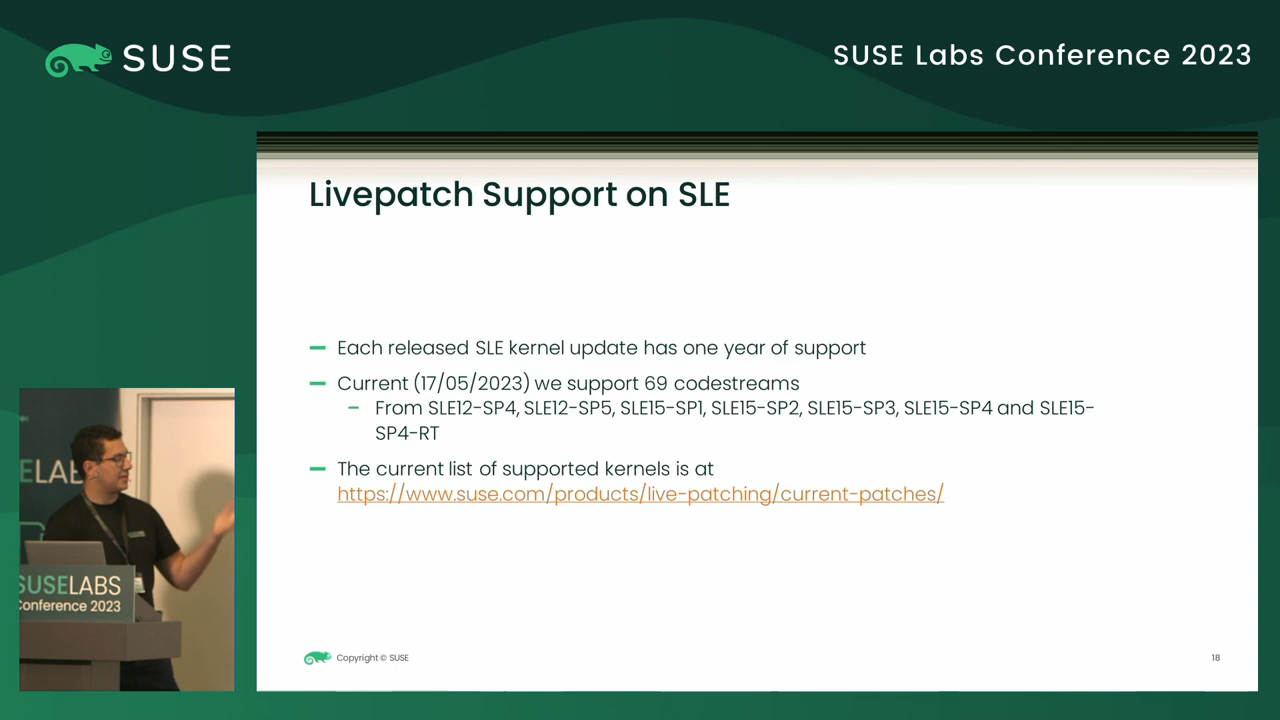 SUSE
SUSE Labs Conference 2023
Livepatch Support on SLE
Each released SLE kernel update has one year of support
Current (17/05/2023) we support 69 codestreams
From SLE12-SP4, SLE12-SP5, SLE15-SP1, SLE15-SP2, SLE15-SP3, SLE15-SP4 and SLE15-
SP4-RT
The current list of supported kernels is at
https://www.suse.com/products/live-patching/current-patches/
ELAB
SUSELABS
Conference 2023
Copyright © SUSE
18